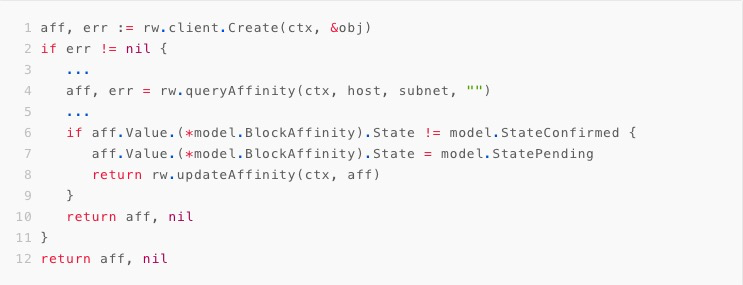 1 aff, err := rw.client.Create(ctx, &obj)
2 if err != nil {
3    ...
4    aff, err = rw.queryAffinity(ctx, host, subnet, "")
5    ...
6    if aff.Value.(*model.BlockAffinity).State != model.StateConfirmed {
7       aff.Value.(*model.BlockAffinity).State = model.StatePending
8       return rw.updateAffinity(ctx, aff)
9    }
10    return aff, nil
11 }
12 return aff, nil